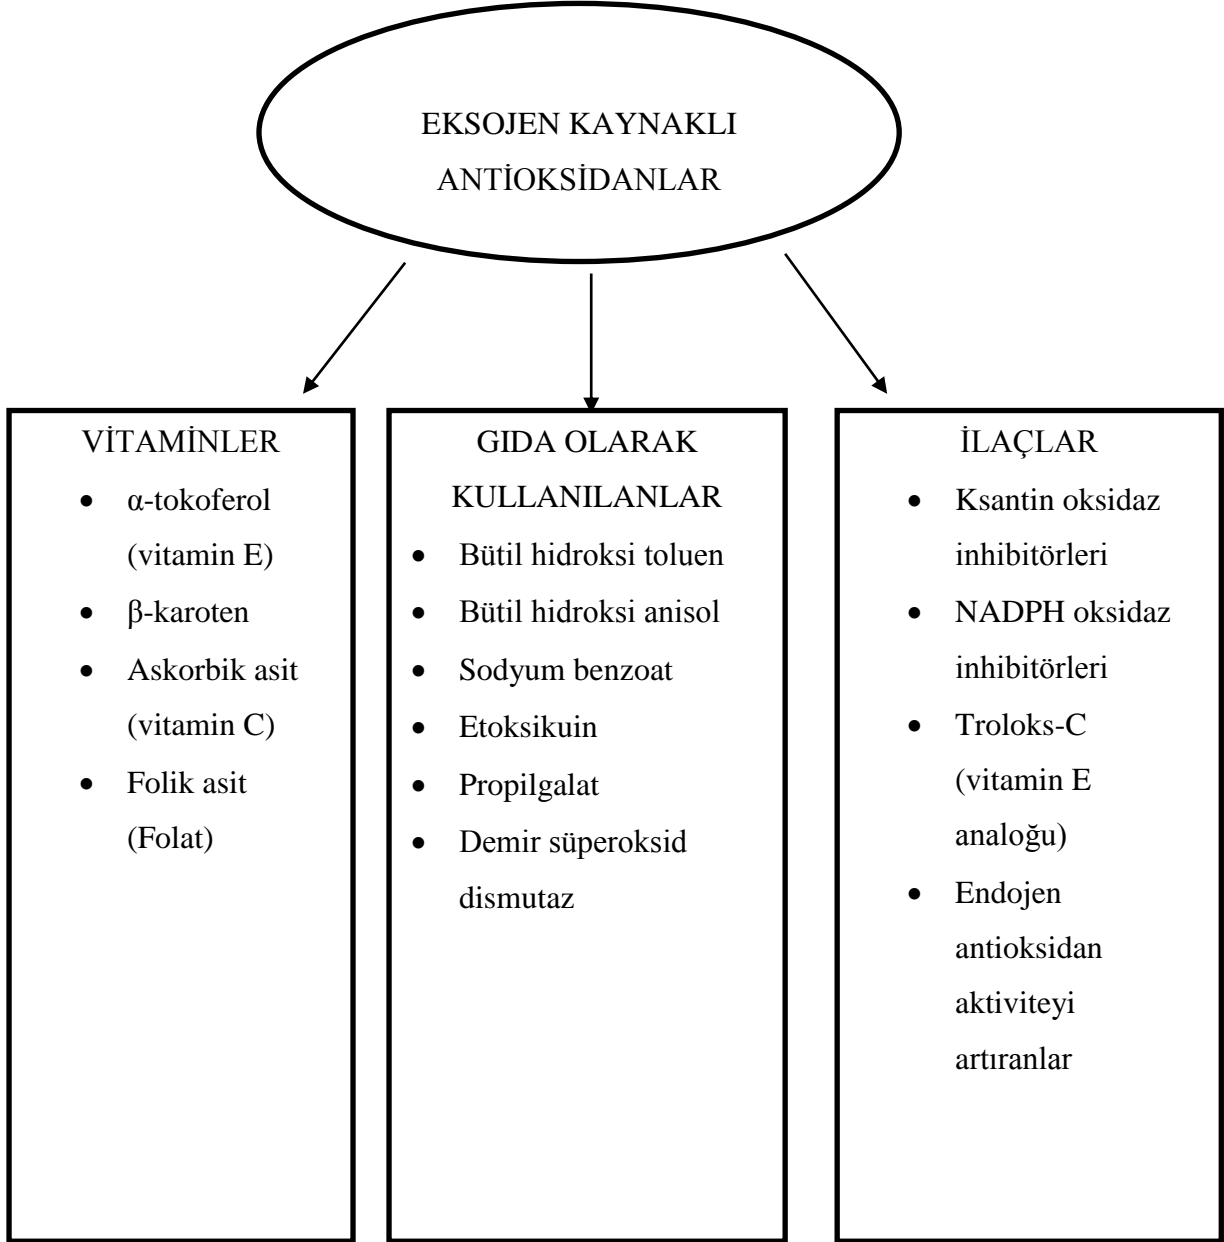 EKSOJEN KAYNAKLI
ANTİOKSİDANLAR
VİTAMİNLER
• α-tokoferol
(vitamin E)
• β-karoten
• Askorbik asit
(vitamin C)
• Folik asit
(Folat)
GIDA OLARAK
KULLANILANLAR
• Bütil hidroksi toluen
• Bütil hidroksi anisol
• Sodyum benzoat
• Etoksikuin
• Propilgalat
• Demir süperoksid
dismutaz
İLAÇLAR
• Ksantin oksidaz
inhibitörleri
• NADPH oksidaz
inhibitörleri
• Troloks-C
(vitamin E
analoğu)
• Endojen
antioksidan
aktiviteyi
artıranlar